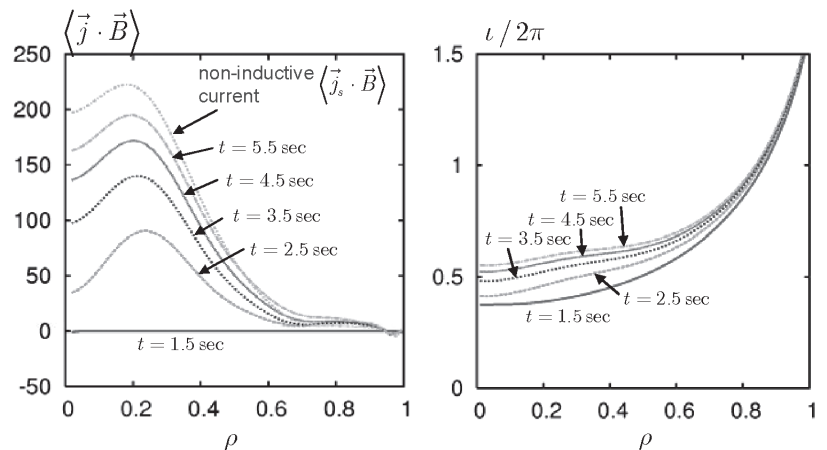 ⟨j⃗ · B⃗⟩
250
200
150
100
50
0
-50
non-inductive
current ⟨j⃗ₛ · B⃗⟩
t = 5.5 sec
t = 4.5 sec
t = 3.5 sec
t = 2.5 sec
t = 1.5 sec
0 0.2 0.4 0.6 0.8 1
ρ
ι / 2π
1.5
1
0.5
0
t = 5.5 sec
t = 4.5 sec
t = 3.5 sec
t = 2.5 sec
t = 1.5 sec
0 0.2 0.4 0.6 0.8 1
ρ